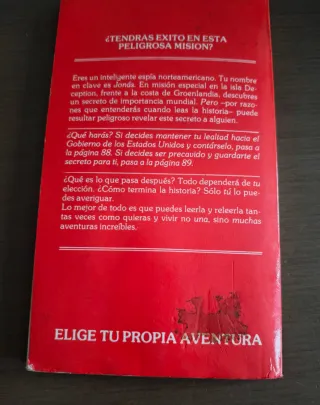 ¿TENDRAS EXITO EN ESTA
PELIGROSA MISION?
Eres un inteligente espía norteamericano. Tu nombre
en clave es Jonás. En misión especial en la isla De-
ception, frente a la costa de Groenlandia, descubres
un secreto de importancia mundial. Pero –por razo-
nes que entenderás cuando leas la historia– puede
resultar peligroso revelar este secreto a alguien.
¿Qué harás? Si decides mantener tu lealtad hacia el
Gobierno de los Estados Unidos y contárselo, pasa a
la página 88. Si decides ser precavido y guardarte el
secreto para ti, pasa a la página 89.
¿Qué es lo que pasa después? Todo dependerá de tu
elección. ¿Cómo termina la historia? Sólo tú lo pue-
des averiguar.
Lo mejor de todo es que puedes leerla y releerla tan-
tas veces como quieras y vivir no una, sino muchas
aventuras increíbles.
ELIGE TU PROPIA AVENTURA